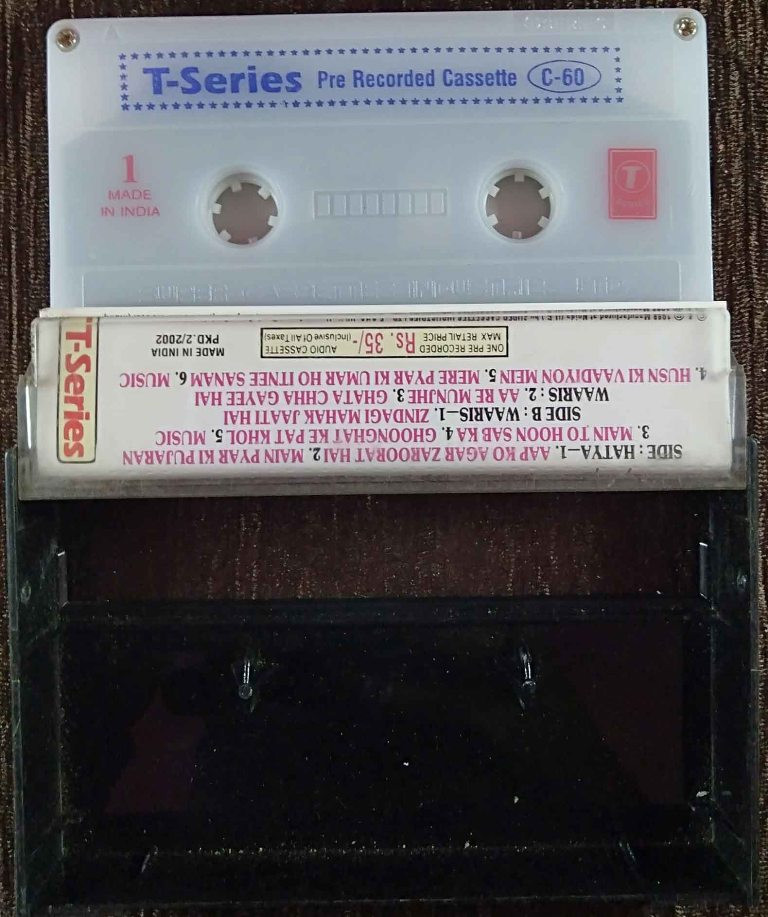 T-Series Pre Recorded Cassette C-60
1
MADE
IN INDIA
T
T-Series
SIDE : HATYA—1. AAP KO AGAR ZAROORAT HAI 2. MAIN PYAR KI PUJARAN
3. MAIN TO HOON SAB KA 4. GHOONGHAT KE PAT KHOL 5. MUSIC
SIDE B : WAARIS—1. ZINDAGI MAHAK JAATI HAI
WAARIS : 2. AA RE MUNJHE 3. GHATA CHHA GAYEE HAI
4. HUSN KI VAADIYON MEIN 5. MERE PYAR KI UMAR HO ITNEE SANAM 6. MUSIC
ONE PRE RECORDED AUDIO CASSETTE
MAX RETAIL PRICE Rs. 35/- (Inclusive Of All Taxes)
MADE IN INDIA
PKD.2/2002